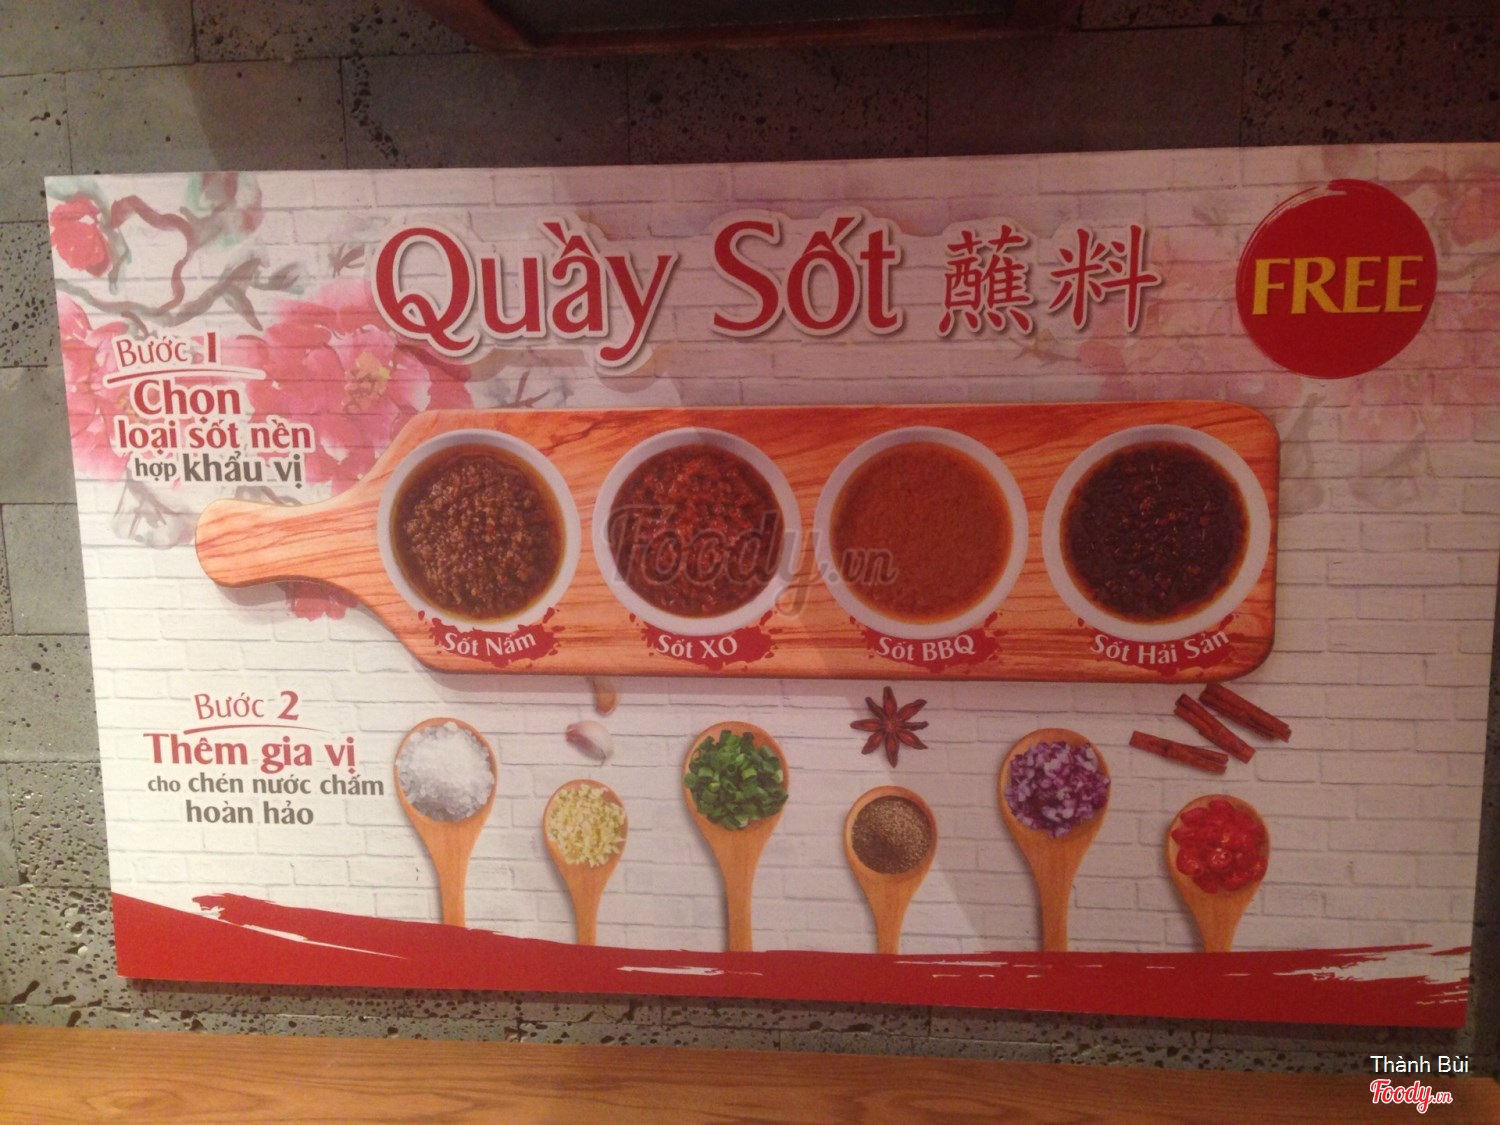 Quầy Sốt 蘸料
FREE
Bước 1
Chọn
loại sốt nền
hợp khẩu vị
Sốt Nấm
Sốt XO
Sốt BBQ
Sốt Hải Sản
Bước 2
Thêm gia vị
cho chén nước chấm
hoàn hảo
Foody.vn
Thành Bùi
Foody.vn